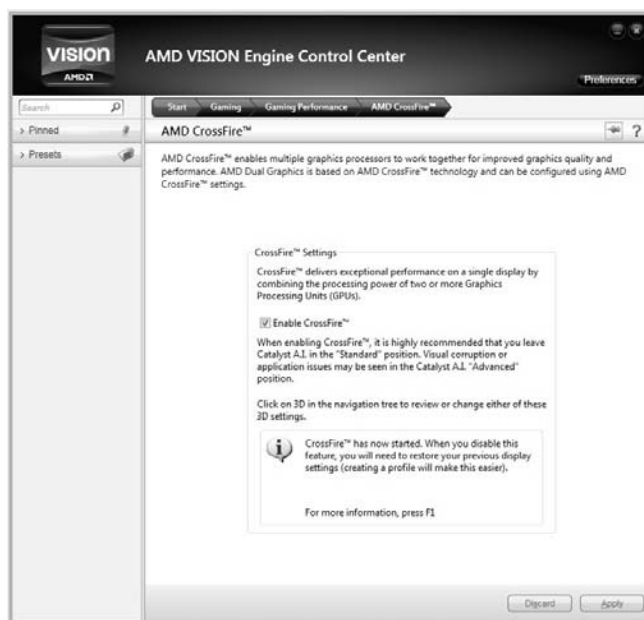 VISION
AMD
AMD VISION Engine Control Center
Preferences
Search
Start Gaming Gaming Performance AMD CrossFire™
> Pinned
AMD CrossFire™
?
> Presets
AMD CrossFire™ enables multiple graphics processors to work together for improved graphics quality and
performance. AMD Dual Graphics is based on AMD CrossFire™ technology and can be configured using AMD
CrossFire™ settings.
CrossFire™ Settings
CrossFire™ delivers exceptional performance on a single display by
combining the processing power of two or more Graphics
Processing Units (GPUs).
Enable CrossFire™
When enabling CrossFire™, it is highly recommended that you leave
Catalyst A.I. in the "Standard" position. Visual corruption or
application issues may be seen in the Catalyst A.I. "Advanced"
position.
Click on 3D in the navigation tree to review or change either of these
3D settings.
CrossFire™ has now started. When you disable this
feature, you will need to restore your previous display
settings (creating a profile will make this easier).
For more information, press F1
Discard
Apply